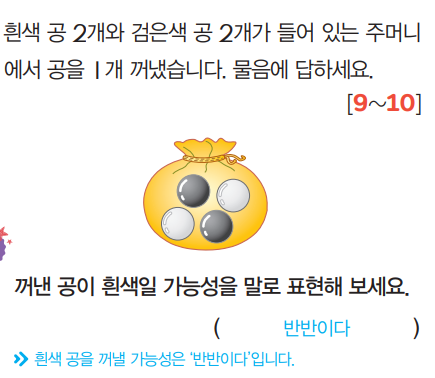 흰색 공 2개와 검은색 공 2개가 들어 있는 주머니
에서 공을 1개 꺼냈습니다. 물음에 답하세요.
[9~10]
꺼낸 공이 흰색일 가능성을 말로 표현해 보세요.
( 반반이다 )
흰색 공을 꺼낼 가능성은 ‘반반이다’입니다.